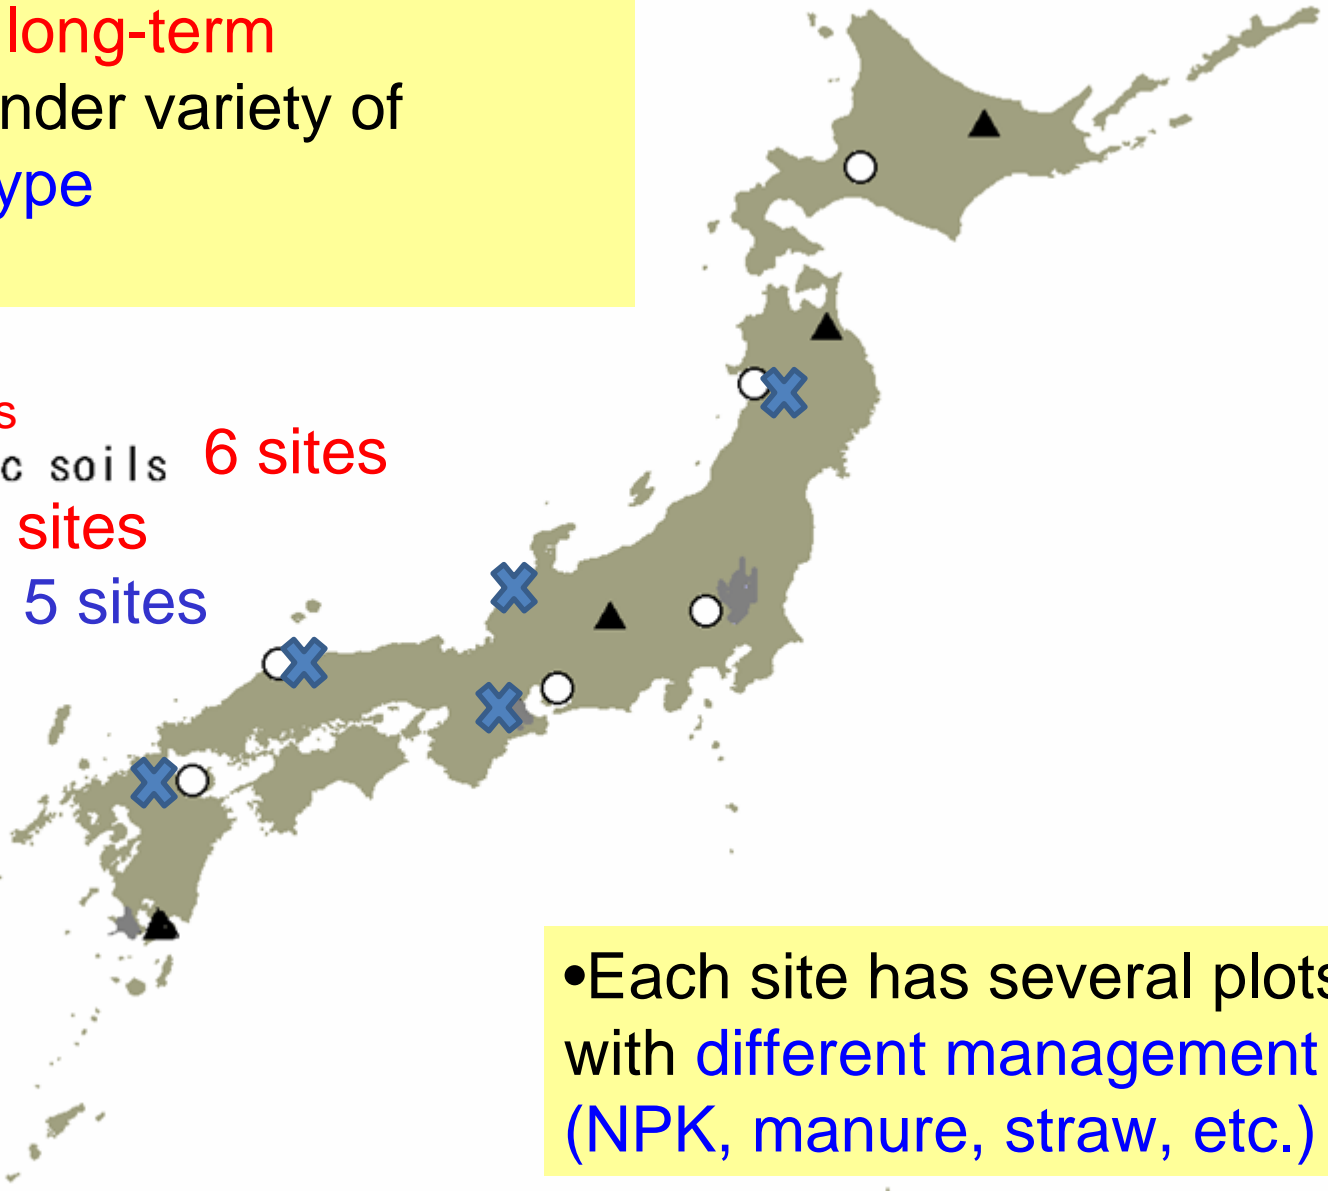 long-term
nder variety of
ype
s
c soils 6 sites
sites
5 sites
•Each site has several plots
with different management
(NPK, manure, straw, etc.)